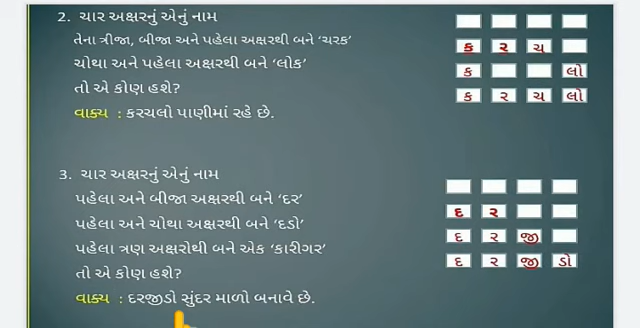 2. ચાર અક્ષરનું એનું નામ
તેના ત્રીજા, બીજા અને પહેલા અક્ષરથી બને ‘ચરક’
ક ર ચ
ચોથા અને પહેલા અક્ષરથી બને ‘લોક’
ક લો
તો એ કોણ હશે?
ક ર ચ લો
વાક્ય : કરચલો પાણીમાં રહે છે.
3. ચાર અક્ષરનું એનું નામ
પહેલા અને બીજા અક્ષરથી બને ‘દર’
દ ર
પહેલા અને ચોથા અક્ષરથી બને ‘દડો’
દ ર જી
પહેલા ત્રણ અક્ષરોથી બને એક ‘કારીગર’
દ ર જી ડો
તો એ કોણ હશે?
વાક્ય : દરજીડો સુંદર માળો બનાવે છે.